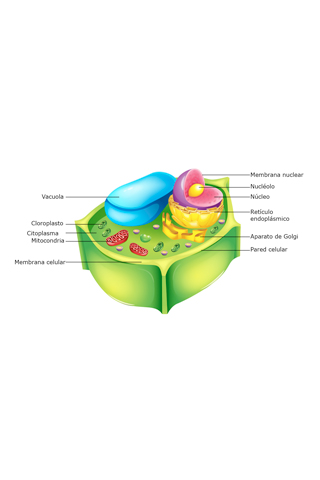 Membrana nuclear
Nucléolo
Núcleo
Retículo
endoplásmico
Aparato de Golgi
Pared celular
Vacuola
Cloroplasto
Citoplasma
Mitocondria
Membrana celular